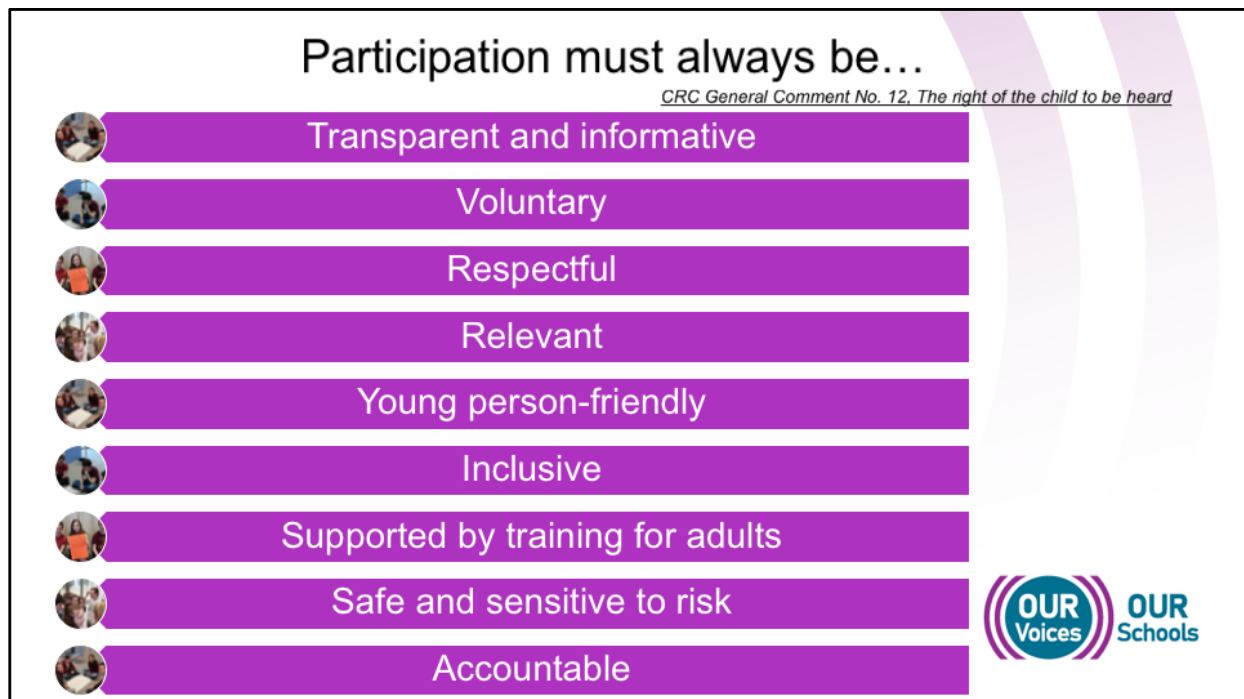 Participation must always be…
CRC General Comment No. 12, The right of the child to be heard
Transparent and informative
Voluntary
Respectful
Relevant
Young person-friendly
Inclusive
Supported by training for adults
Safe and sensitive to risk
Accountable
OUR
Voices
OUR
Schools